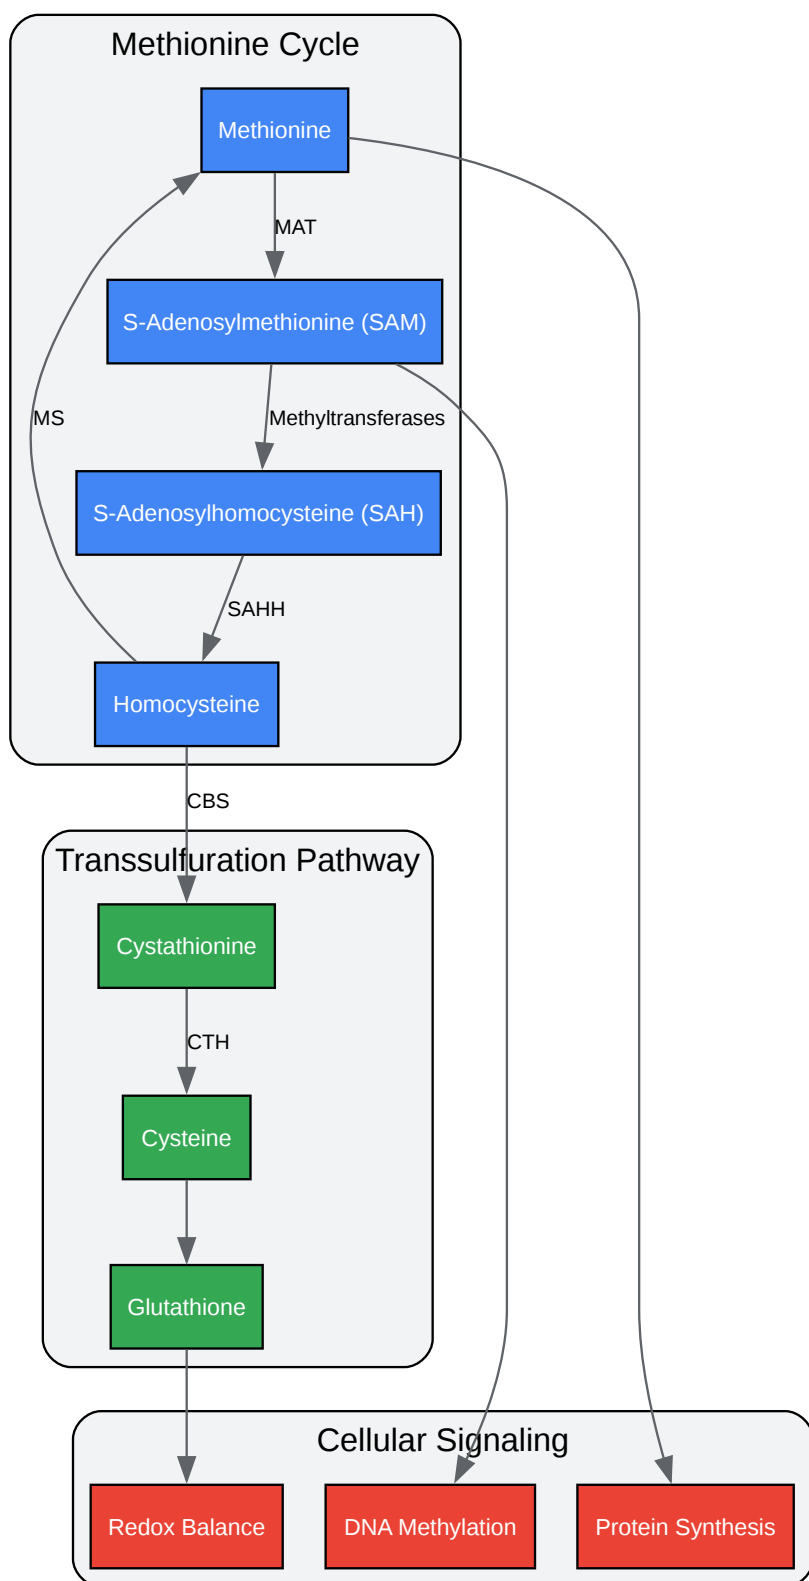 Methionine Cycle
Methionine
MAT
S-Adenosylmethionine (SAM)
MS
Methyltransferases
S-Adenosylhomocysteine (SAH)
SAHH
Homocysteine
CBS
Transsulfuration Pathway
Cystathionine
CTH
Cysteine
Glutathione
Cellular Signaling
Redox Balance
DNA Methylation
Protein Synthesis